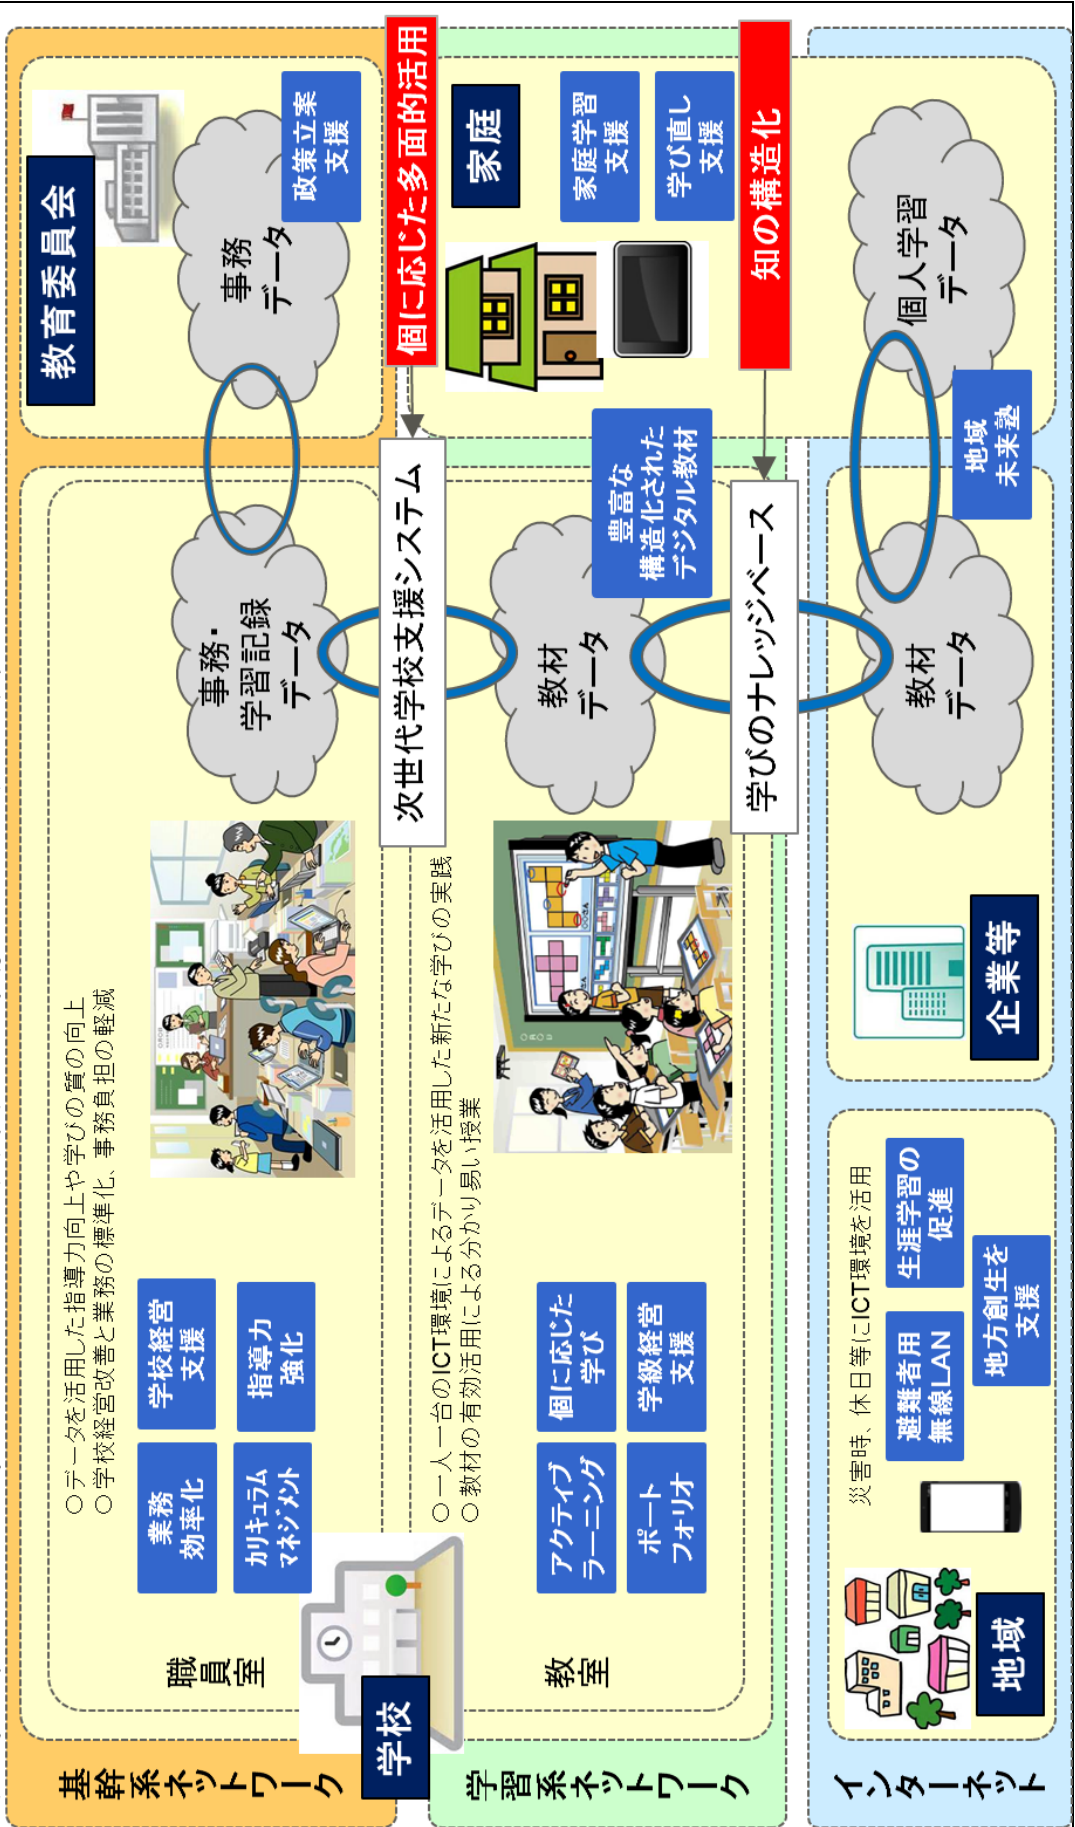 基幹系ネットワーク
職員室
○データを活用した指導力向上や学びの質の向上
○学校経営改善と業務の標準化、事務負担の軽減
業務
効率化
学校経営
支援
カリキュラム
マネジメント
指導力
強化
事務・
学習記録
データ
教育委員会
事務
データ
政策立案
支援
学校
次世代学校支援システム
個に応じた多面的活用
学習系ネットワーク
教室
○一人一台のICT環境によるデータを活用した新たな学びの実践
○教材の有効活用による分かり易い授業
アクティブ
ラーニング
個に応じた
学び
ポート
フォリオ
学級経営
支援
教材
データ
豊富な
構造化された
デジタル教材
家庭
家庭学習
支援
学び直し
支援
学びのナレッジベース
知の構造化
インターネット
地域
災害時、休日等にICT環境を活用
避難者用
無線LAN
生涯学習の
促進
地方創生を
支援
企業等
教材
データ
個人学習
データ
地域
未来塾